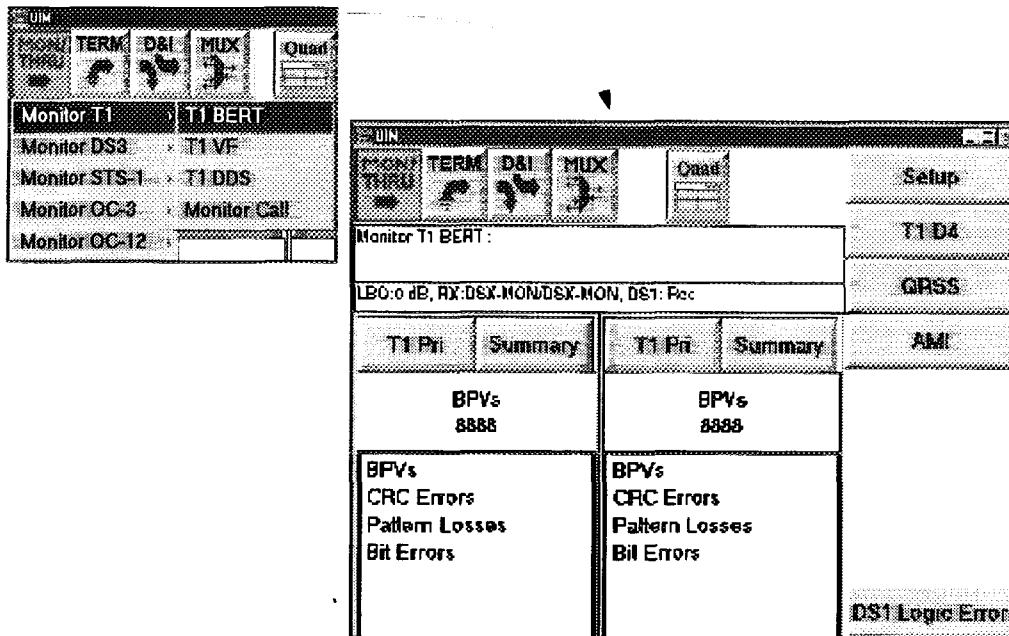 UIM
MON/ TERM D&I MUX Quad
THRU
Monitor T1 T1 BERT
Monitor DS3 T1 VF
Monitor STS-1 T1 DDS
Monitor OC-3 Monitor Call
Monitor OC-12
UIM
MON/ TERM D&I MUX Quad
THRU
Setup
Monitor T1 BERT :
T1 D4
LBO:0 dB, RX:DSX-MON/DSX-MON, DS1: Rec
QRSS
T1 Pri Summary T1 Pri Summary
AMI
BPVs BPVs
8888 8888
BPVs BPVs
CRC Errors CRC Errors
Pattern Losses Pattern Losses
Bit Errors Bit Errors
DS1 Logic Error